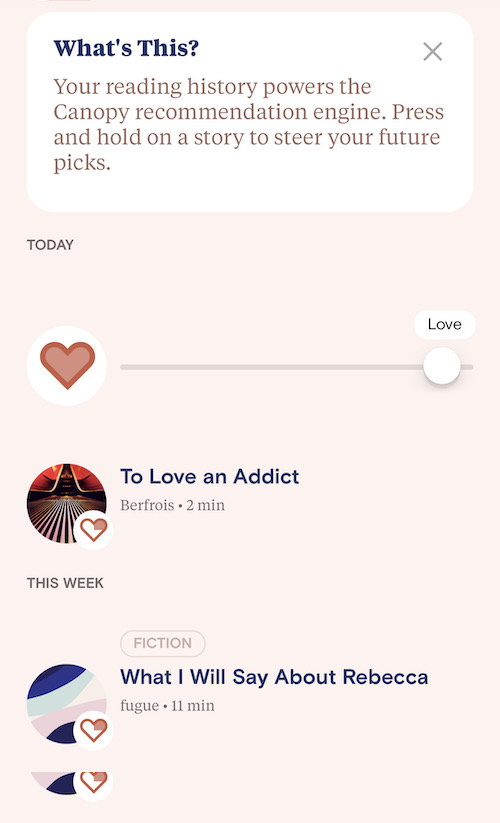 What's This?
Your reading history powers the
Canopy recommendation engine. Press
and hold on a story to steer your future
picks.
TODAY
Love
To Love an Addict
Berfrois • 2 min
THIS WEEK
FICTION
What I Will Say About Rebecca
fugue • 11 min